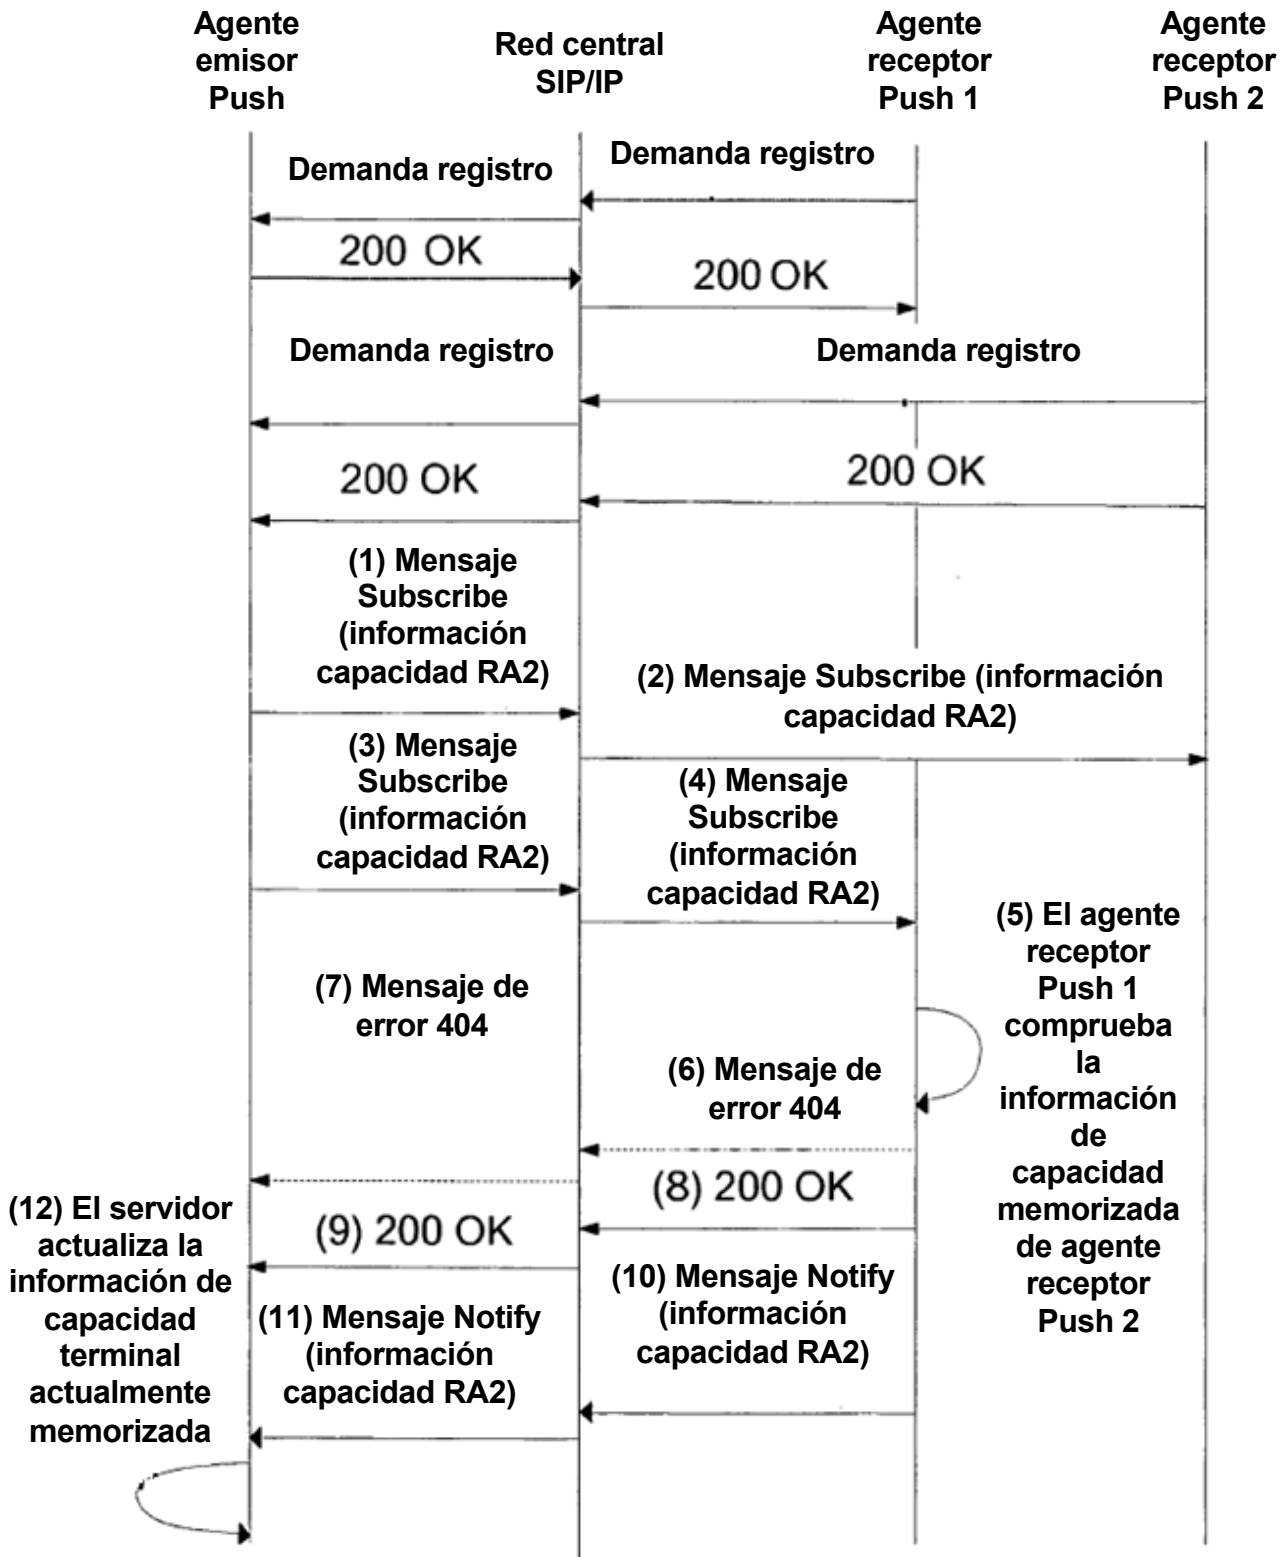 Agente
emisor
Push
Red central
SIP/IP
Agente
receptor
Push 1
Agente
receptor
Push 2
Demanda registro
Demanda registro
200 OK
200 OK
Demanda registro
Demanda registro
200 OK
200 OK
(1) Mensaje
Subscribe
(información
capacidad RA2)
(2) Mensaje Subscribe (información
capacidad RA2)
(3) Mensaje
Subscribe
(información
capacidad RA2)
(4) Mensaje
Subscribe
(información
capacidad RA2)
(5) El agente
receptor
Push 1
comprueba
la
información
de
capacidad
memorizada
de agente
receptor
Push 2
(7) Mensaje de
error 404
(6) Mensaje de
error 404
(8) 200 OK
(9) 200 OK
(10) Mensaje Notify
(información
capacidad RA2)
(11) Mensaje Notify
(información
capacidad RA2)
(12) El servidor
actualiza la
información de
capacidad
terminal
actualmente
memorizada